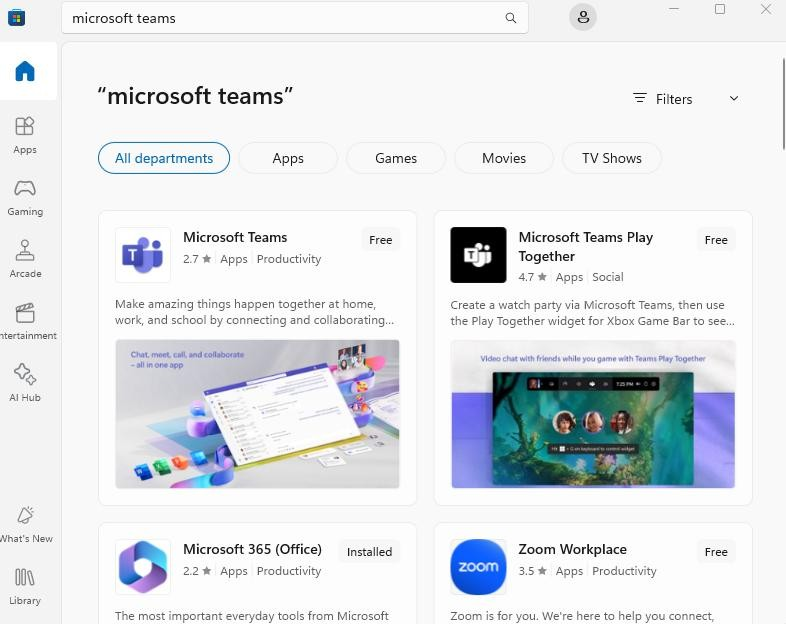 microsoft teams
“microsoft teams”
Filters
All departments
Apps
Games
Movies
TV Shows
Apps
Gaming
Arcade
ntertainment
AI Hub
What's New
Library
Microsoft Teams
Free
2.7 ★ Apps Productivity
Make amazing things happen together at home,
work, and school by connecting and collaborating...
Chat, meet, call, and collaborate
– all in one app
Microsoft Teams Play
Together
Free
4.7 ★ Apps Social
Create a watch party via Microsoft Teams, then use
the Play Together widget for Xbox Game Bar to see...
Video chat with friends while you game with Teams Play Together
7:25 PM
Hit + G on keyboard to control widget
Microsoft 365 (Office)
Installed
2.2 ★ Apps Productivity
The most important everyday tools from Microsoft
zoom
Zoom Workplace
Free
3.5 ★ Apps Productivity
Zoom is for you. We're here to help you connect,